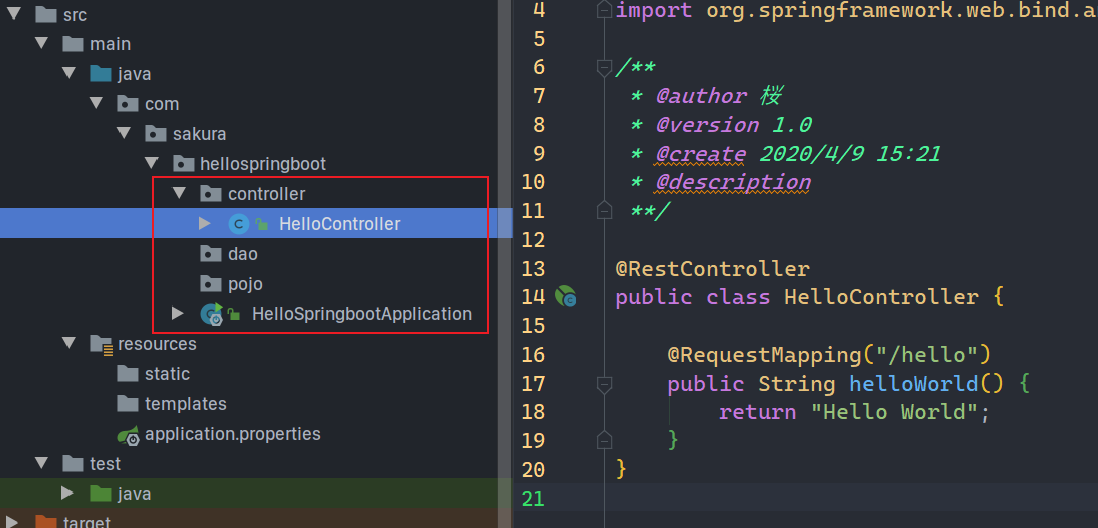 src
main
java
com
sakura
hellospringboot
controller
HelloController
dao
pojo
HelloSpringbootApplication
resources
static
templates
application.properties
test
java
target
4 import org.springframework.web.bind.a
5
6 /**
7 * @author 桜
8 * @version 1.0
9 * @create 2020/4/9 15:21
10 * @description
11 **/
12
13 @RestController
14 public class HelloController {
15
16 @RequestMapping("/hello")
17 public String helloWorld() {
18 return "Hello World";
19 }
20 }
21